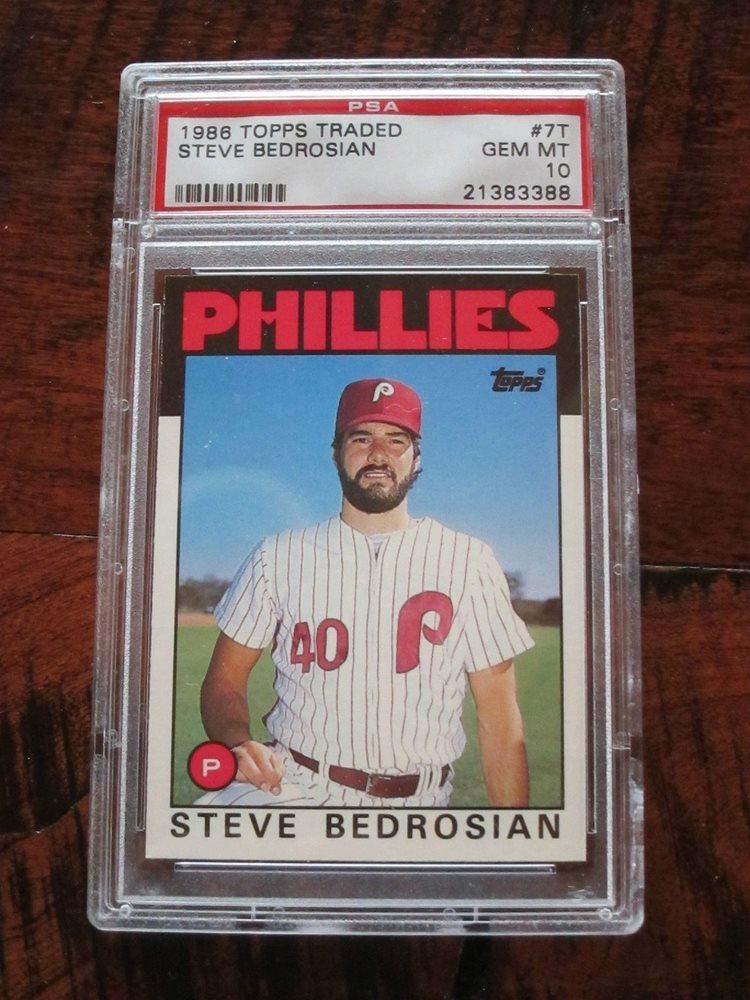 PSA
1986 TOPPS TRADED #7T
STEVE BEDROSIAN GEM MT
10
21383388
PHILLIES
topps®
P
40 P
P
STEVE BEDROSIAN